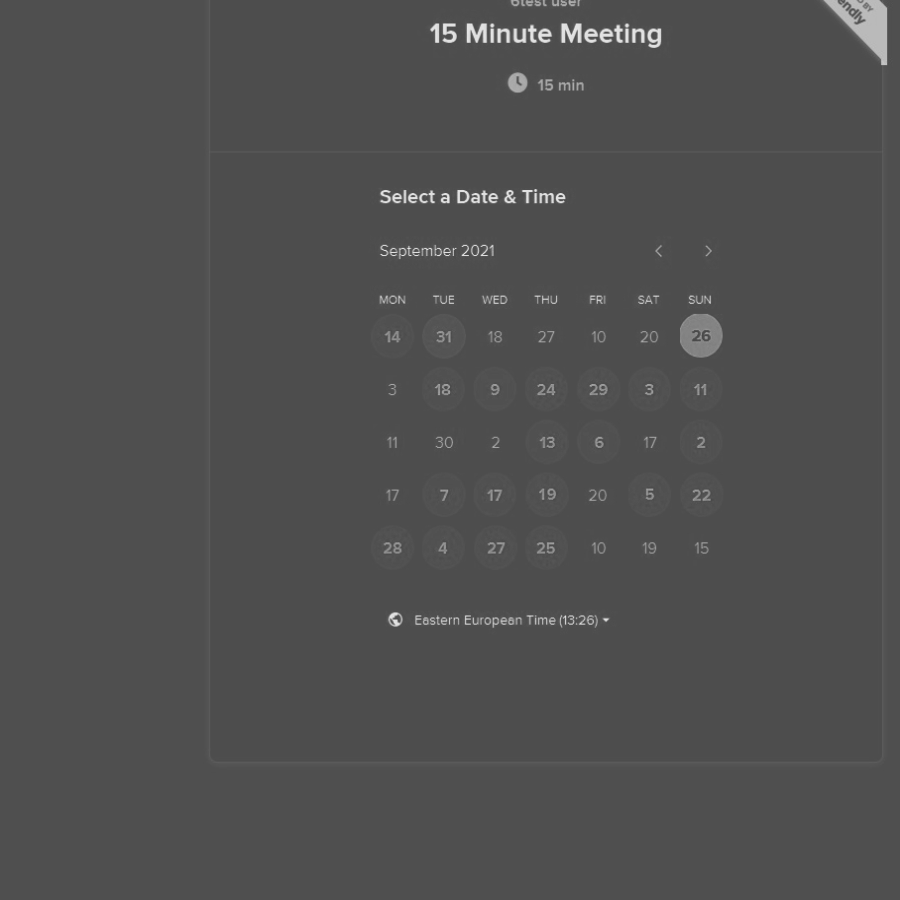 6test user
15 Minute Meeting
15 min
Select a Date & Time
September 2021
MON TUE WED THU FRI SAT SUN
14 31 18 27 10 20 26
3 18 9 24 29 3 11
11 30 2 13 6 17 2
17 7 17 19 20 5 22
28 4 27 25 10 19 15
Eastern European Time (13:26)